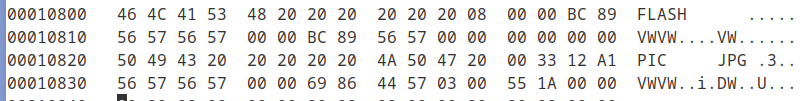 00010800 46 4C 41 53 48 20 20 20 20 20 20 08 00 00 BC 89 FLASH .....
00010810 56 57 56 57 00 00 BC 89 56 57 00 00 00 00 00 00 VWVW....VW......
00010820 50 49 43 20 20 20 20 20 4A 50 47 20 00 33 12 A1 PIC JPG .3..
00010830 56 57 56 57 00 00 69 86 44 57 03 00 55 1A 00 00 VWVW..i.DW..U...